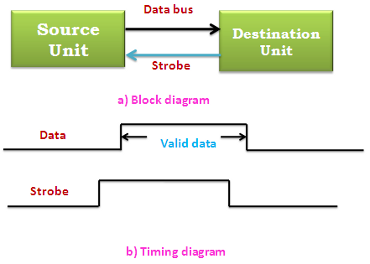 Data bus
Source
Unit
Destination
Unit
Strobe
a) Block diagram
Data
Valid data
Strobe
b) Timing diagram